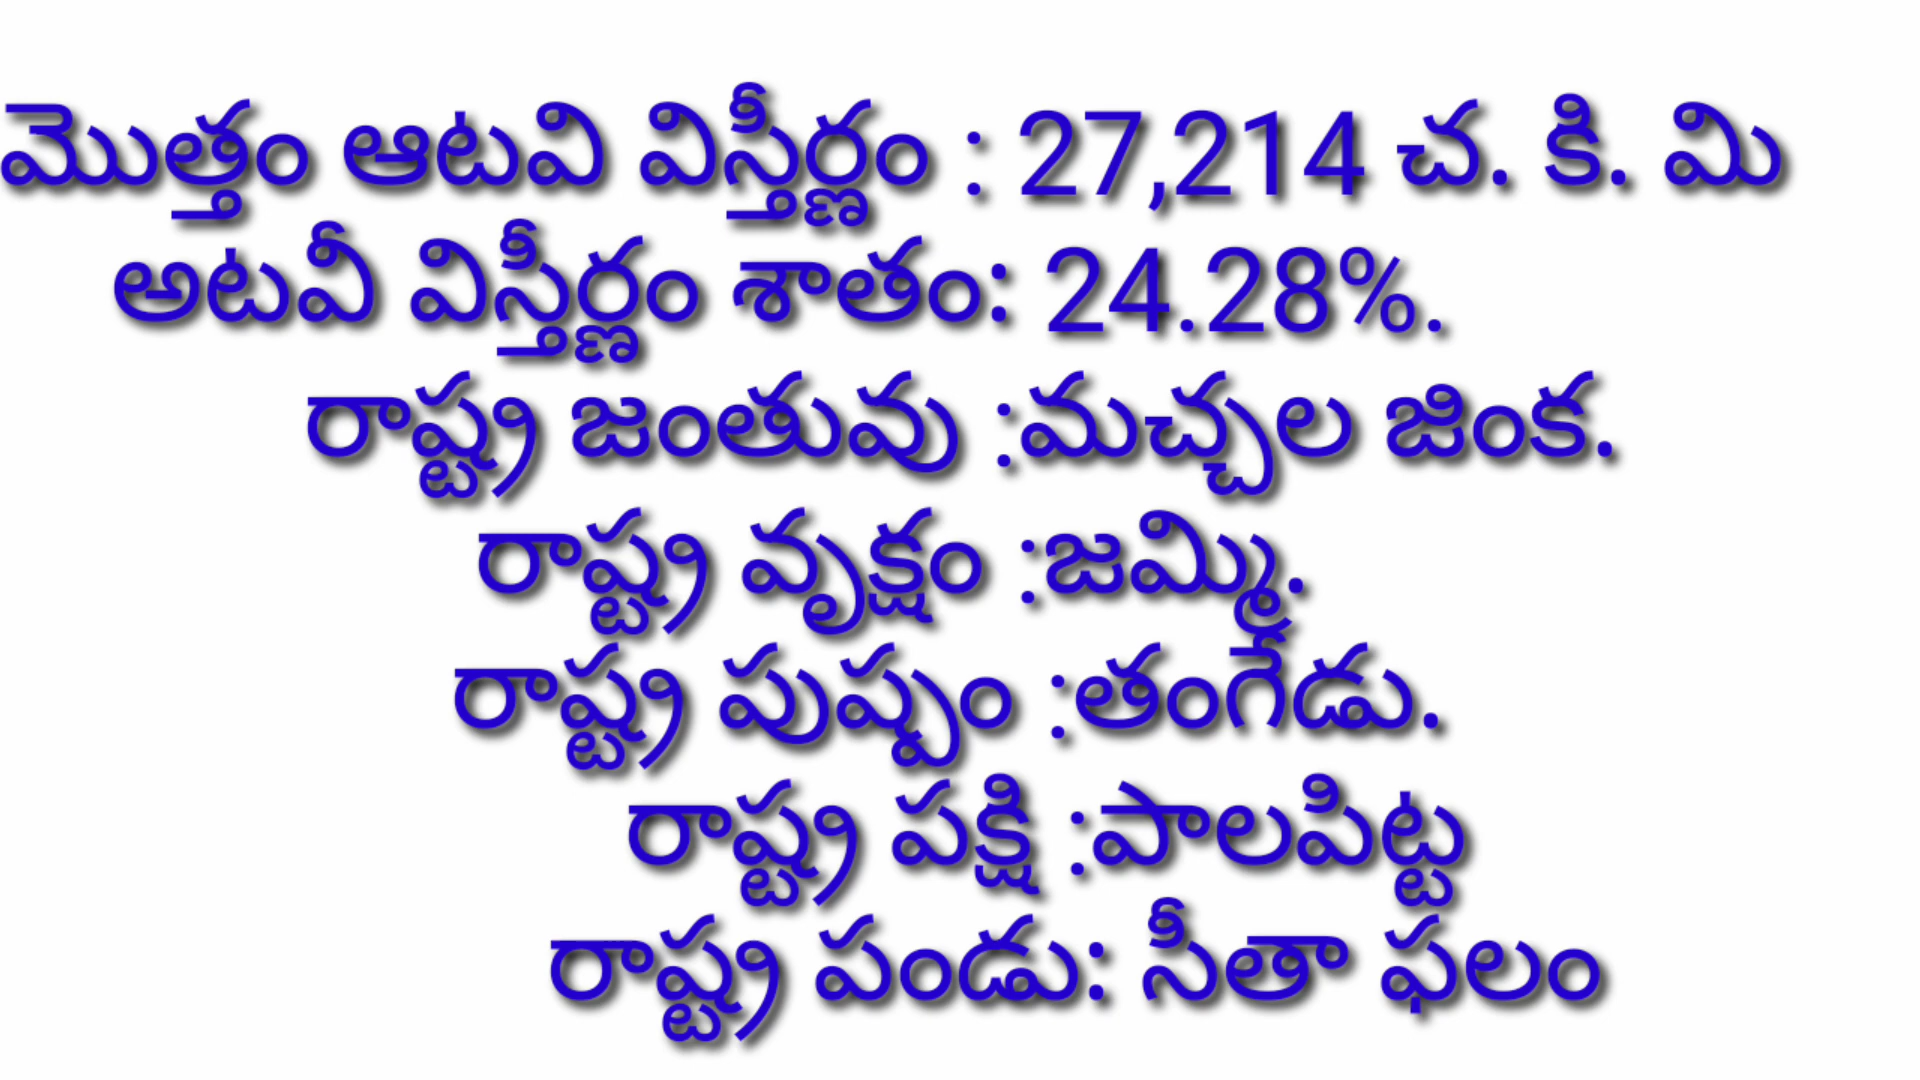 మొత్తం ఆటవి విస్తీర్ణం : 27,214 చ. కి. మి
అటవీ విస్తీర్ణం శాతం: 24.28%.
రాష్ట్ర జంతువు :మచ్చల జింక.
రాష్ట్ర వృక్షం :జమ్మి.
రాష్ట్ర పుష్పం :తంగేడు.
రాష్ట్ర పక్షి :పాలపిట్ట
రాష్ట్ర పండు: సీతా ఫలం